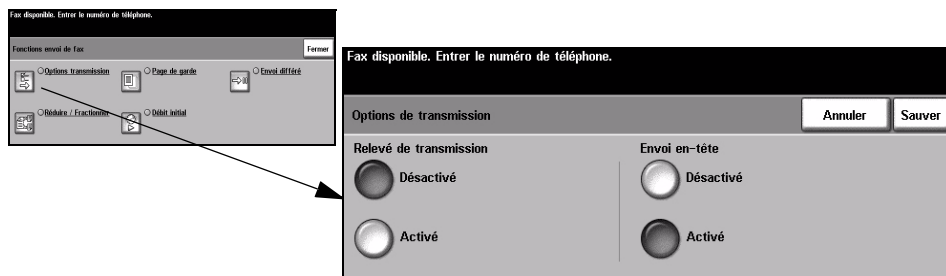 Fax disponible. Entrer le numéro de téléphone.
Fonctions envoi de fax
Fermer
Options transmission
Page de garde
Envoi différé
Réduire / Fractionner
Débit initial
Fax disponible. Entrer le numéro de téléphone.
Options de transmission
Annuler
Sauver
Relevé de transmission
Envoi en-tête
Désactivé
Désactivé
Activé
Activé